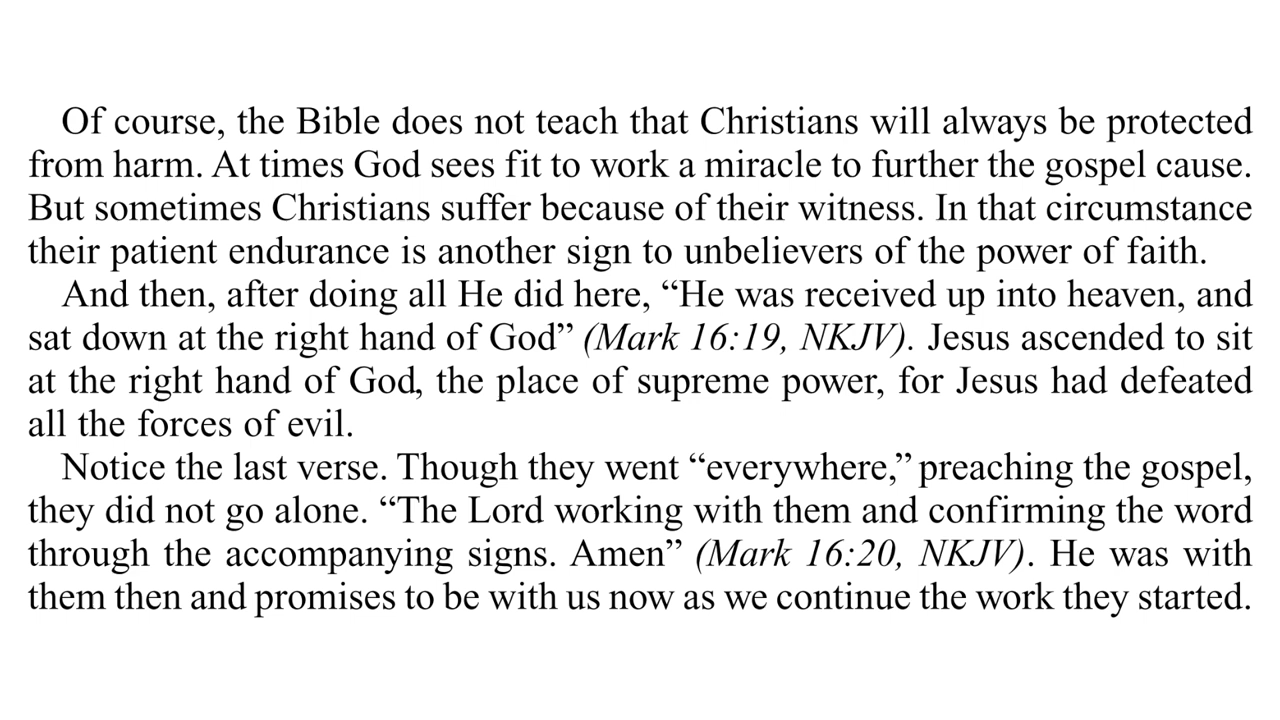 Of course, the Bible does not teach that Christians will always be protected
from harm. At times God sees fit to work a miracle to further the gospel cause.
But sometimes Christians suffer because of their witness. In that circumstance
their patient endurance is another sign to unbelievers of the power of faith.
And then, after doing all He did here, “He was received up into heaven, and
sat down at the right hand of God” (Mark 16:19, NKJV). Jesus ascended to sit
at the right hand of God, the place of supreme power, for Jesus had defeated
all the forces of evil.
Notice the last verse. Though they went “everywhere,” preaching the gospel,
they did not go alone. “The Lord working with them and confirming the word
through the accompanying signs. Amen” (Mark 16:20, NKJV). He was with
them then and promises to be with us now as we continue the work they started.